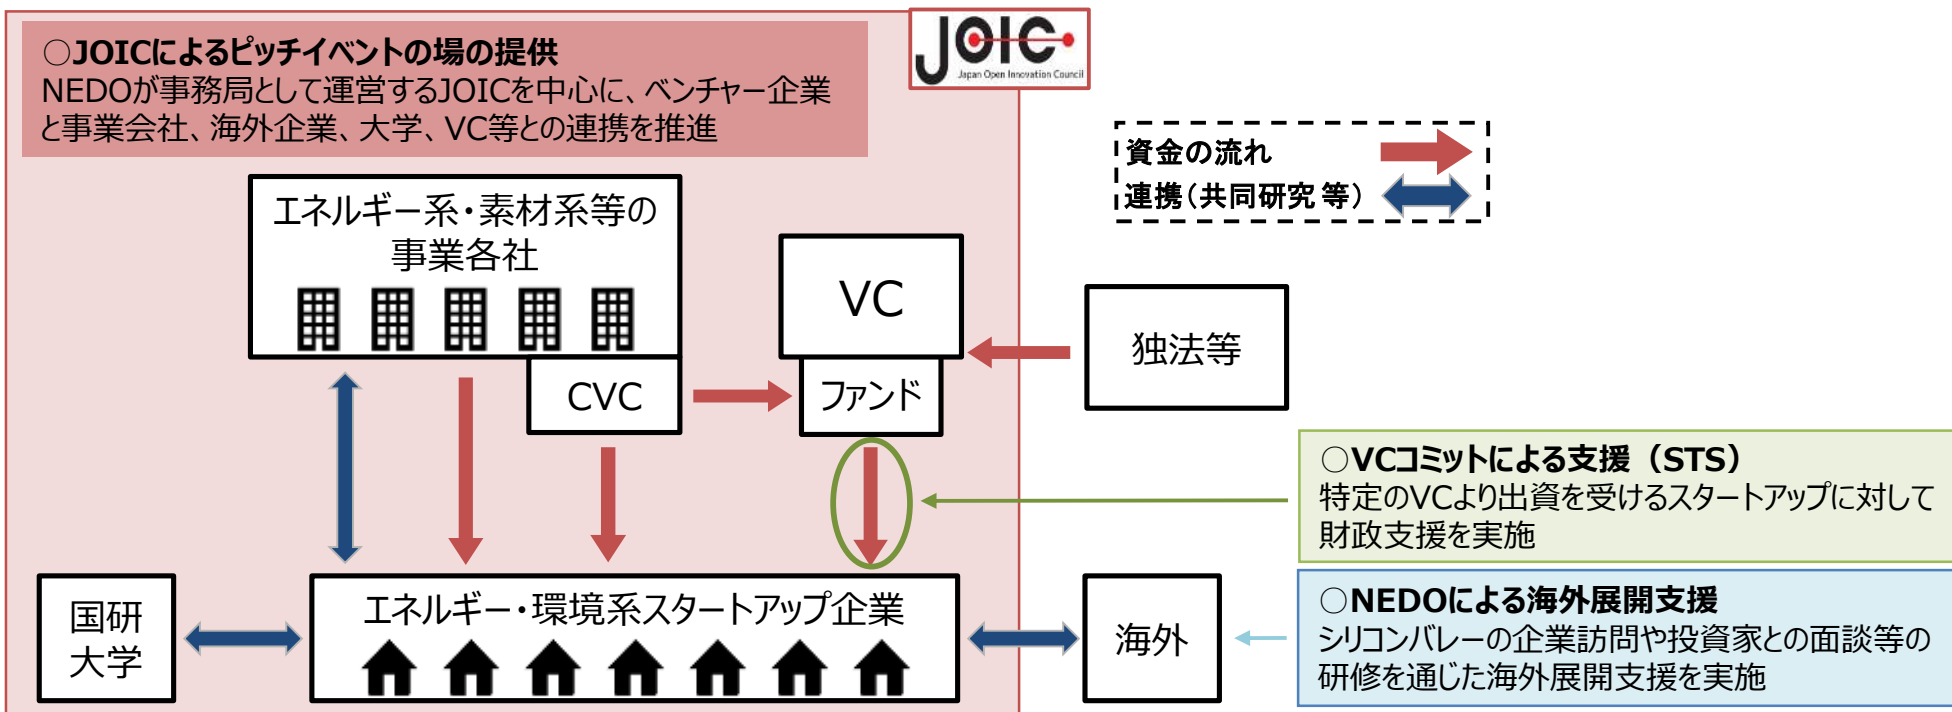 ○JOICによるピッチイベントの場の提供
NEDOが事務局として運営するJOICを中心に、ベンチャー企業
と事業会社、海外企業、大学、VC等との連携を推進
JOIC
Japan Open Innovation Council
資金の流れ
連携（共同研究等）
エネルギー系・素材系等の
事業各社
CVC
VC
ファンド
独法等
○VCコミットによる支援（STS）
特定のVCより出資を受けるスタートアップに対して
財政支援を実施
国研
大学
エネルギー・環境系スタートアップ企業
海外
○NEDOによる海外展開支援
シリコンバレーの企業訪問や投資家との面談等の
研修を通じた海外展開支援を実施